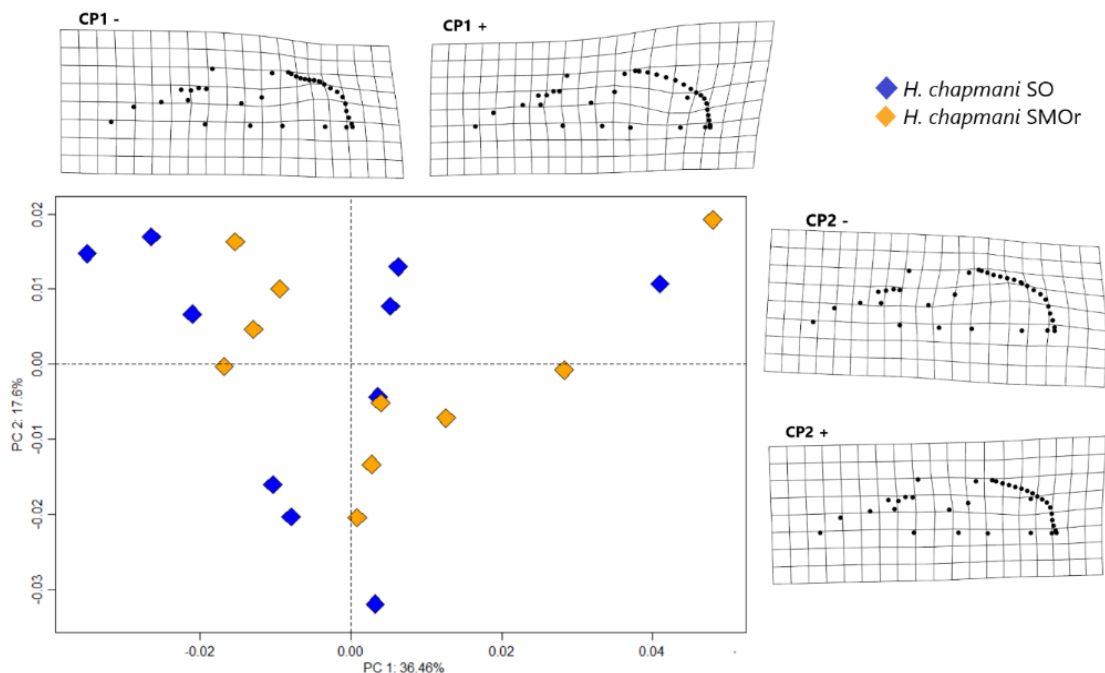 CP1 -
CP1 +
H. chapmani SO
H. chapmani SMOr
CP2 -
CP2 +
0.02
0.01
0.00
-0.01
-0.02
-0.03
PC 2: 17.6%
-0.02
0.00
0.02
0.04
PC 1: 36.46%